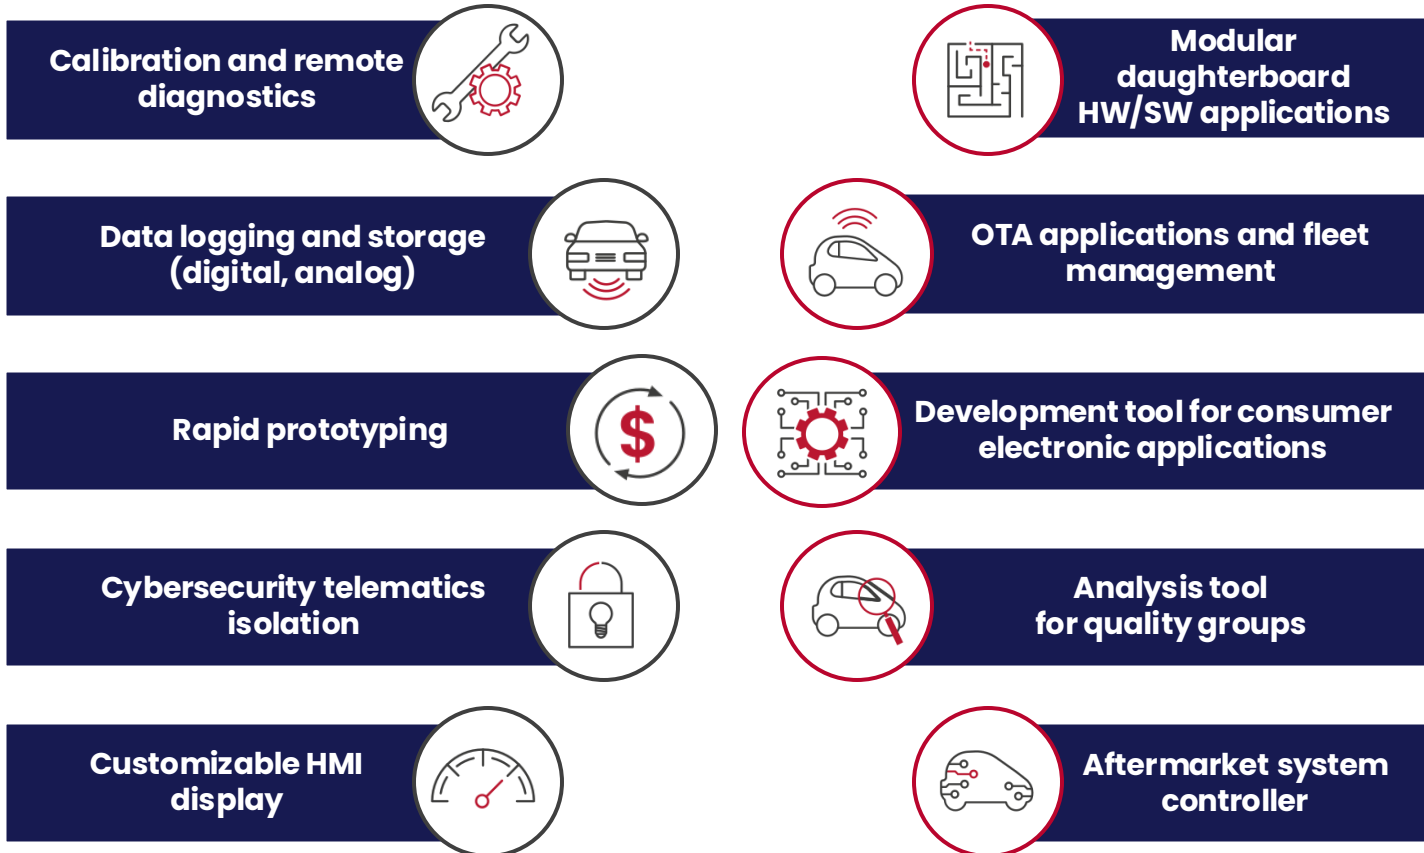 Calibration and remote
diagnostics
Data logging and storage
(digital, analog)
Rapid prototyping
$
Cybersecurity telematics
isolation
Customizable HMI
display
Modular
daughterboard
HW/SW applications
OTA applications and fleet
management
Development tool for consumer
electronic applications
Analysis tool
for quality groups
Aftermarket system
controller